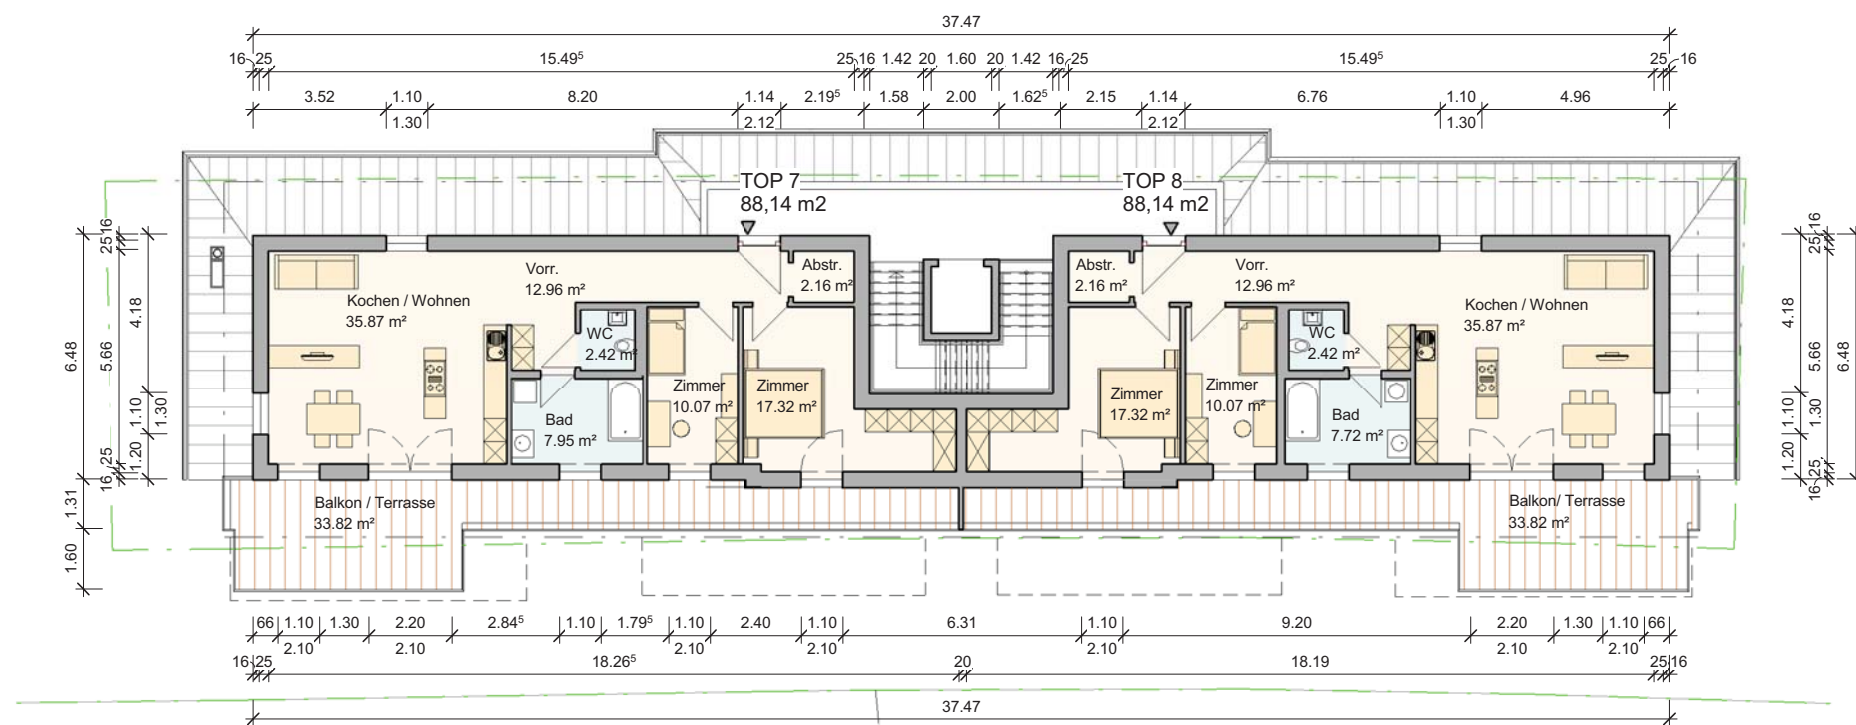 37.47
16 25 15.49⁵ 25 16 1.42 20 1.60 20 1.42 16 25 15.49⁵ 25 16
3.52 1.10 8.20 1.14 2.19⁵ 1.58 2.00 1.62⁵ 2.15 1.14 6.76 1.10 4.96
1.30 2.12 2.12 1.30
TOP 7
88,14 m2
TOP 8
88,14 m2
Kochen / Wohnen
35.87 m²
Vorr.
12.96 m²
Abstr.
2.16 m²
WC
2.42 m²
Bad
7.95 m²
Zimmer
10.07 m²
Zimmer
17.32 m²
Balkon / Terrasse
33.82 m²
Abstr.
2.16 m²
Vorr.
12.96 m²
Kochen / Wohnen
35.87 m²
WC
2.42 m²
Zimmer
17.32 m²
Zimmer
10.07 m²
Bad
7.72 m²
Balkon/ Terrasse
33.82 m²
6.48 1.31 1.60
25 16 5.66 16 25
4.18 1.10 1.20
1.30
4.18 1.10 1.20
25 16 5.66 16 25
1.30
6.48
66 1.10 1.30 2.20 2.84⁵ 1.10 1.79⁵ 1.10 2.40 1.10 6.31 1.10 9.20 2.20 1.30 1.10 66
2.10 2.10 2.10 2.10 2.10 2.10 2.10
16 25 18.26⁵ 20 18.19 25 16
37.47